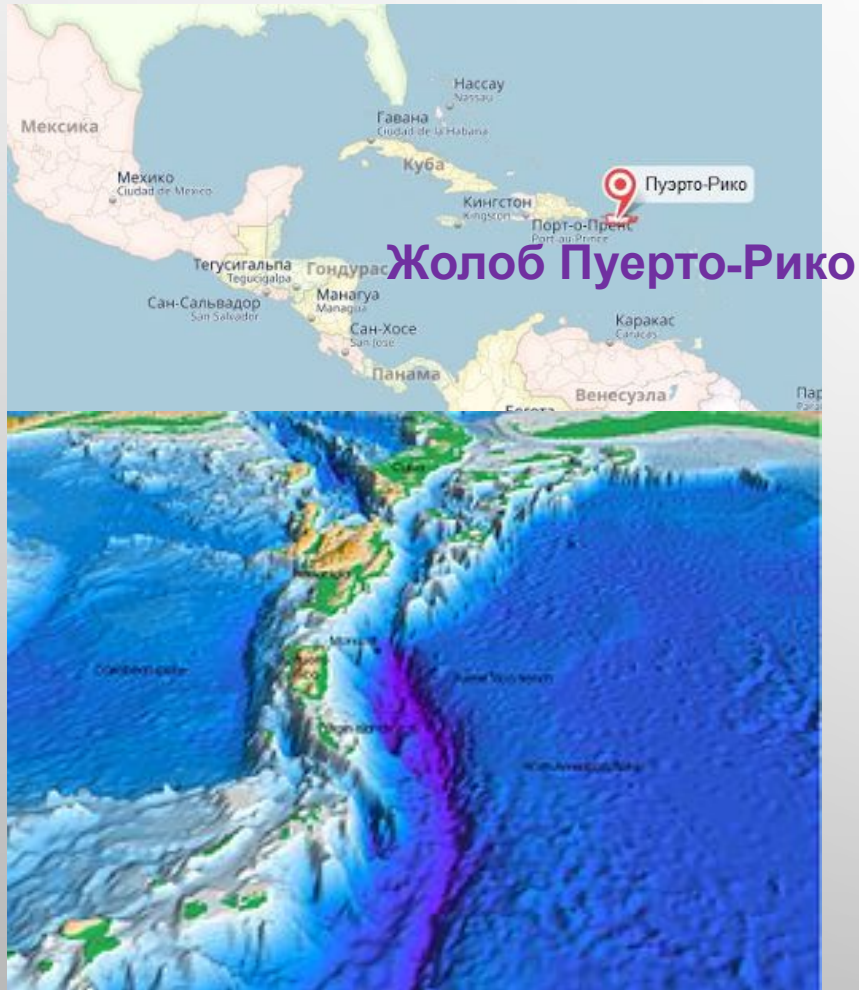 Нассау
Nassau
Гавана
Ciudad de la Habana
Мексика
Куба
Мехико
Ciudad de Mexico
Пуэрто-Рико
Кингстон
Kingston
Порт-о-Пренс
Port-au-Prince
Жолоб Пуерто-Рико
Тегусигальпа
Tegucigalpa
Гондурас
Сан-Сальвадор
San Salvador
Манагуа
Managua
Сан-Хосе
San Jose
Каракас
Caracas
Панама
Венесуэла
Cuba